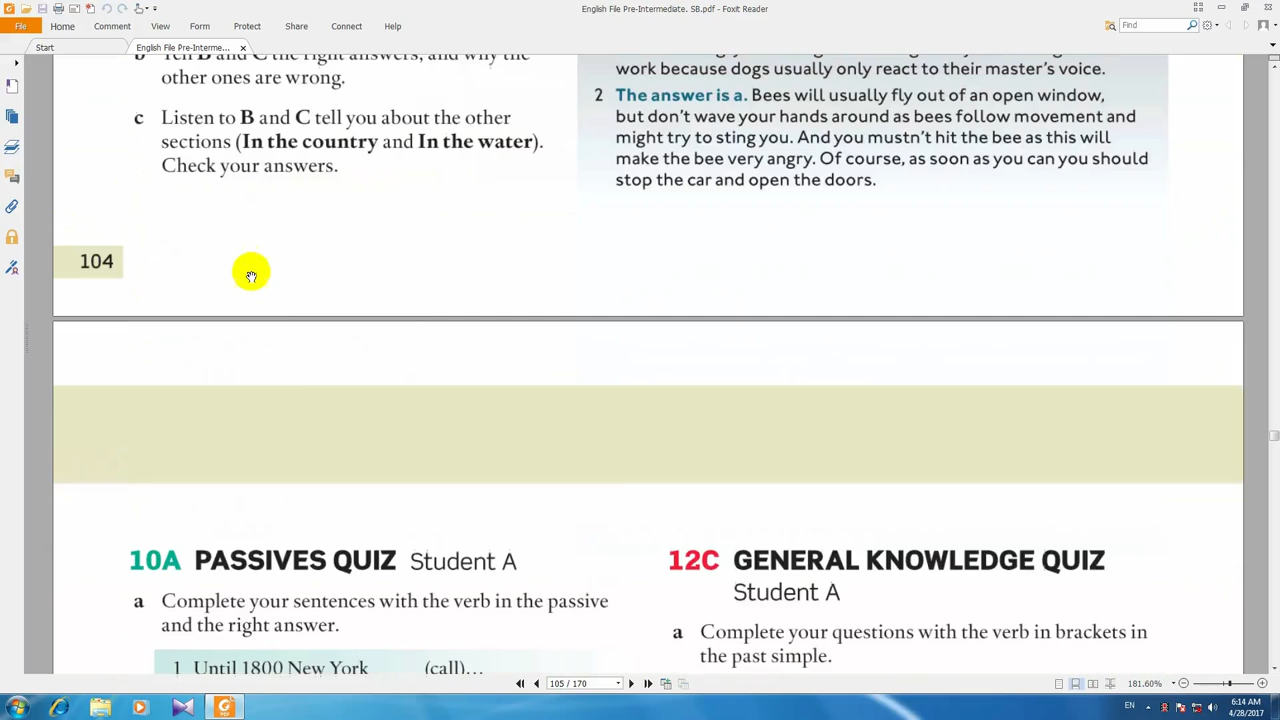 English File Pre-Intermediate. SB.pdf - Foxit Reader
File Home Comment View Form Protect Share Connect Help
Find
Start English File Pre-Interme...
b Tell B and C the right answers, and why the
other ones are wrong.
c Listen to B and C tell you about the other
sections (In the country and In the water).
Check your answers.
104
work because dogs usually only react to their master's voice.
2 The answer is a. Bees will usually fly out of an open window,
but don't wave your hands around as bees follow movement and
might try to sting you. And you mustn't hit the bee as this will
make the bee very angry. Of course, as soon as you can you should
stop the car and open the doors.
10A PASSIVES QUIZ Student A
a Complete your sentences with the verb in the passive
and the right answer.
1 Until 1800 New York (call)...
12C GENERAL KNOWLEDGE QUIZ
Student A
a Complete your questions with the verb in brackets in
the past simple.
105 / 170
181.60%
EN
6:14 AM
4/28/2017